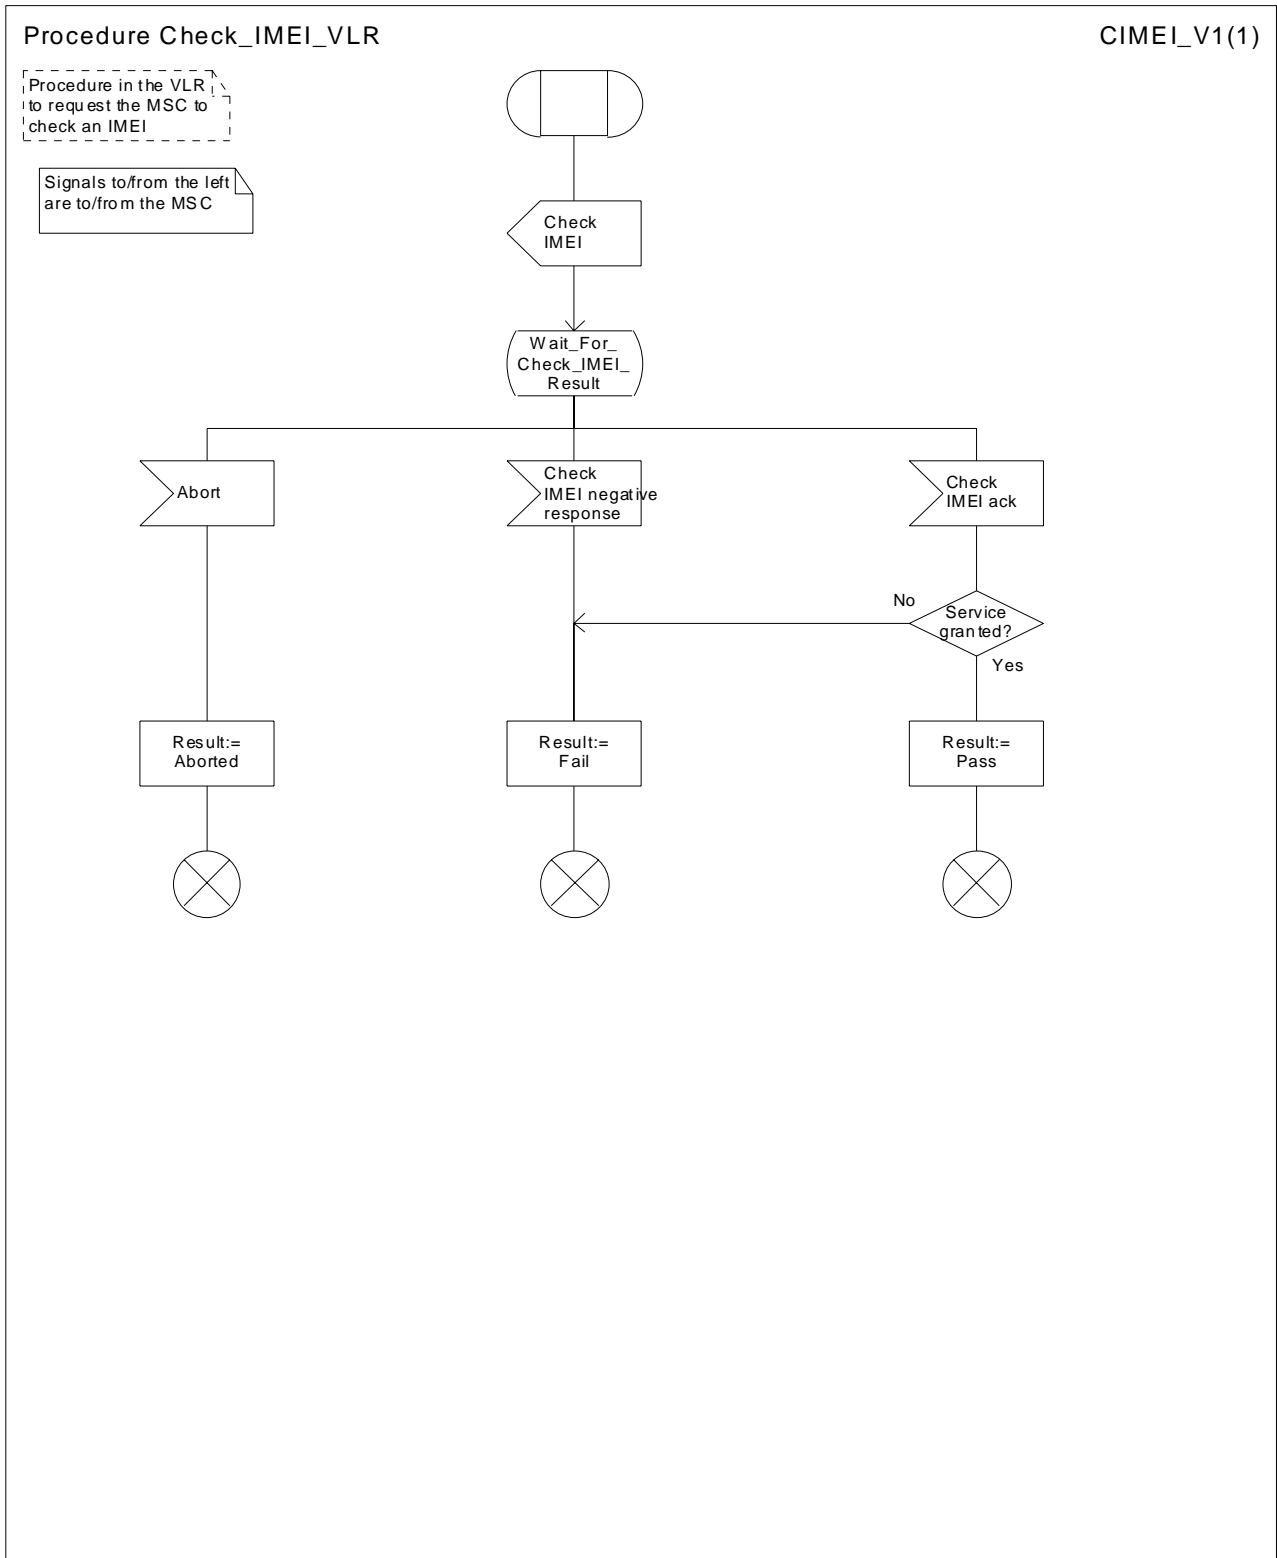 Procedure Check_IMEI_VLR
CIMEI_V1(1)
Procedure in the VLR
to request the MSC to
check an IMEI
Signals to/from the left
are to/from the MSC
Check
IMEI
Wait_For_
Check_IMEI_
Result
Abort
Check
IMEI negative
response
Check
IMEI ack
No
Service
granted?
Yes
Result:=
Aborted
Result:=
Fail
Result:=
Pass